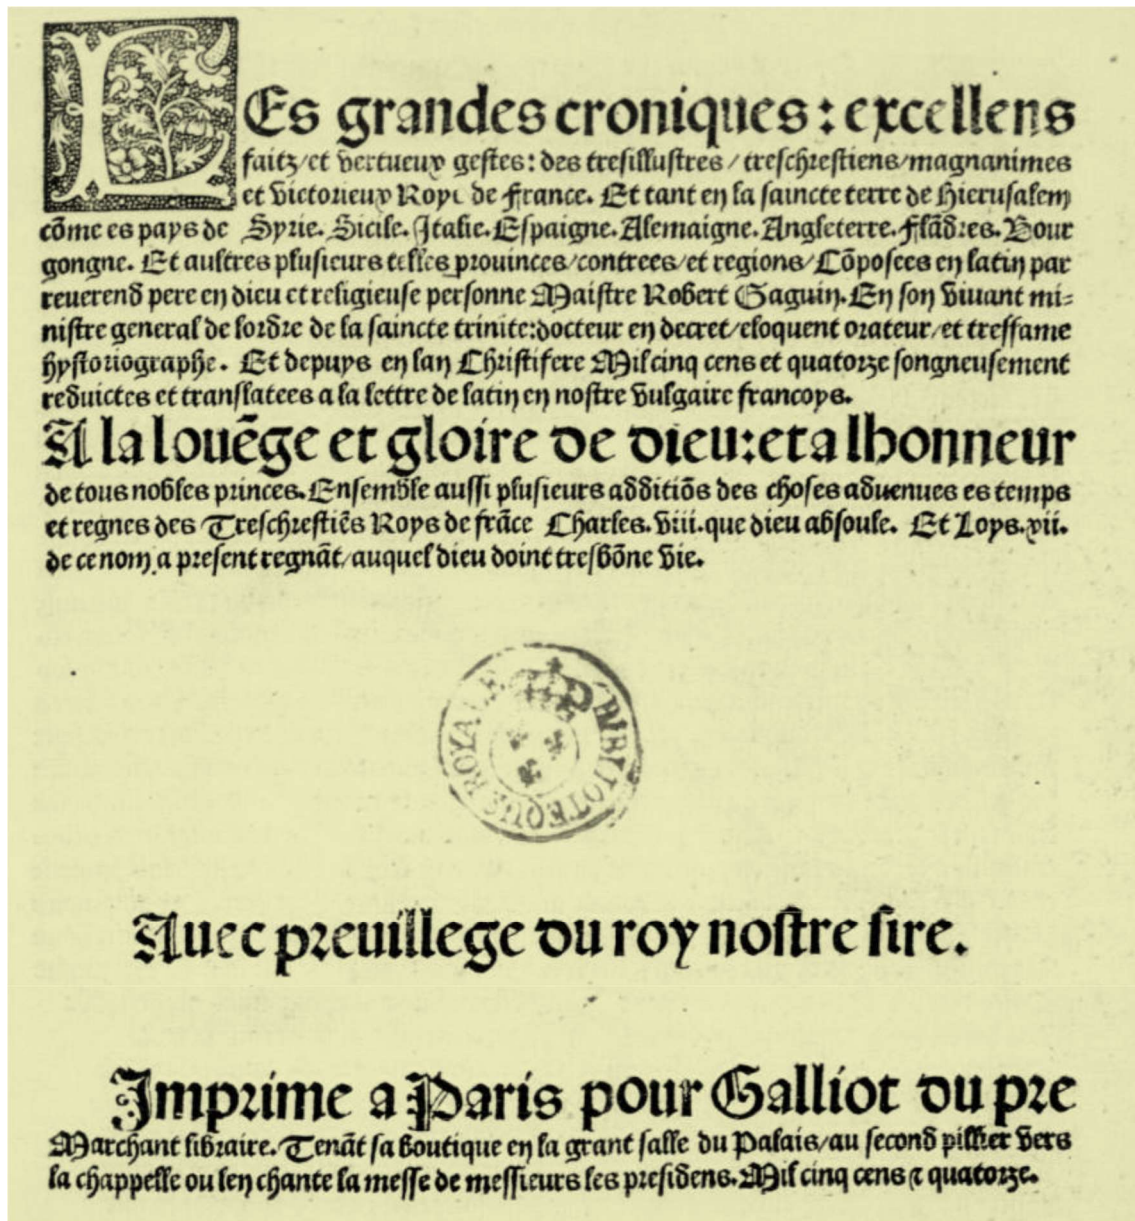 LEs grandes croniques : excellens
faitz/et vertueux gestes: des tresillustres / treschrestiens/magnanimes
et victorieux Roys de france. Et tant en la saincte terre de Hierusalem
cõme es pays de Syrie. Sicile. Italie. Espaigne. Alemaigne. Angleterre. flãdres. Bour
gongne. Et aultres plusieurs telles prouinces/contrees/et regions/Cõposees en latin par
reuerend pere en dieu et religieuse personne Maistre Robert Gaguin. En son viuant mi⸗
nistre general de lordre de la saincte trinite:docteur en decret/eloquent orateur/et treffame
hystoriographe. Et depuys en lan Christifere Mil cinq cens et quatorze songneusement
reduictes et translatees a la lettre de latin en nostre vulgaire francoys.
A la louẽge et gloire de dieu:et a lhonneur
de tous nobles princes. Ensemble aussi plusieurs additiõs des choses aduenues es temps
et regnes des Treschrestiẽs Roys de frãce Charles. viii. que dieu absoule. Et Loys. xii.
de ce nom a present regnãt/auquel dieu doint tresbõne vie.
BIBLIOTEQUE ROYALE
Auec preuillege du roy nostre sire.
Imprime a Paris pour Galliot du pre
Marchant libraire. Tenãt sa boutique en la grant salle du Palais/au second pillier vers
la chappelle ou len chante la messe de messieurs les presidens. Mil cinq cens ⁊ quatorze.